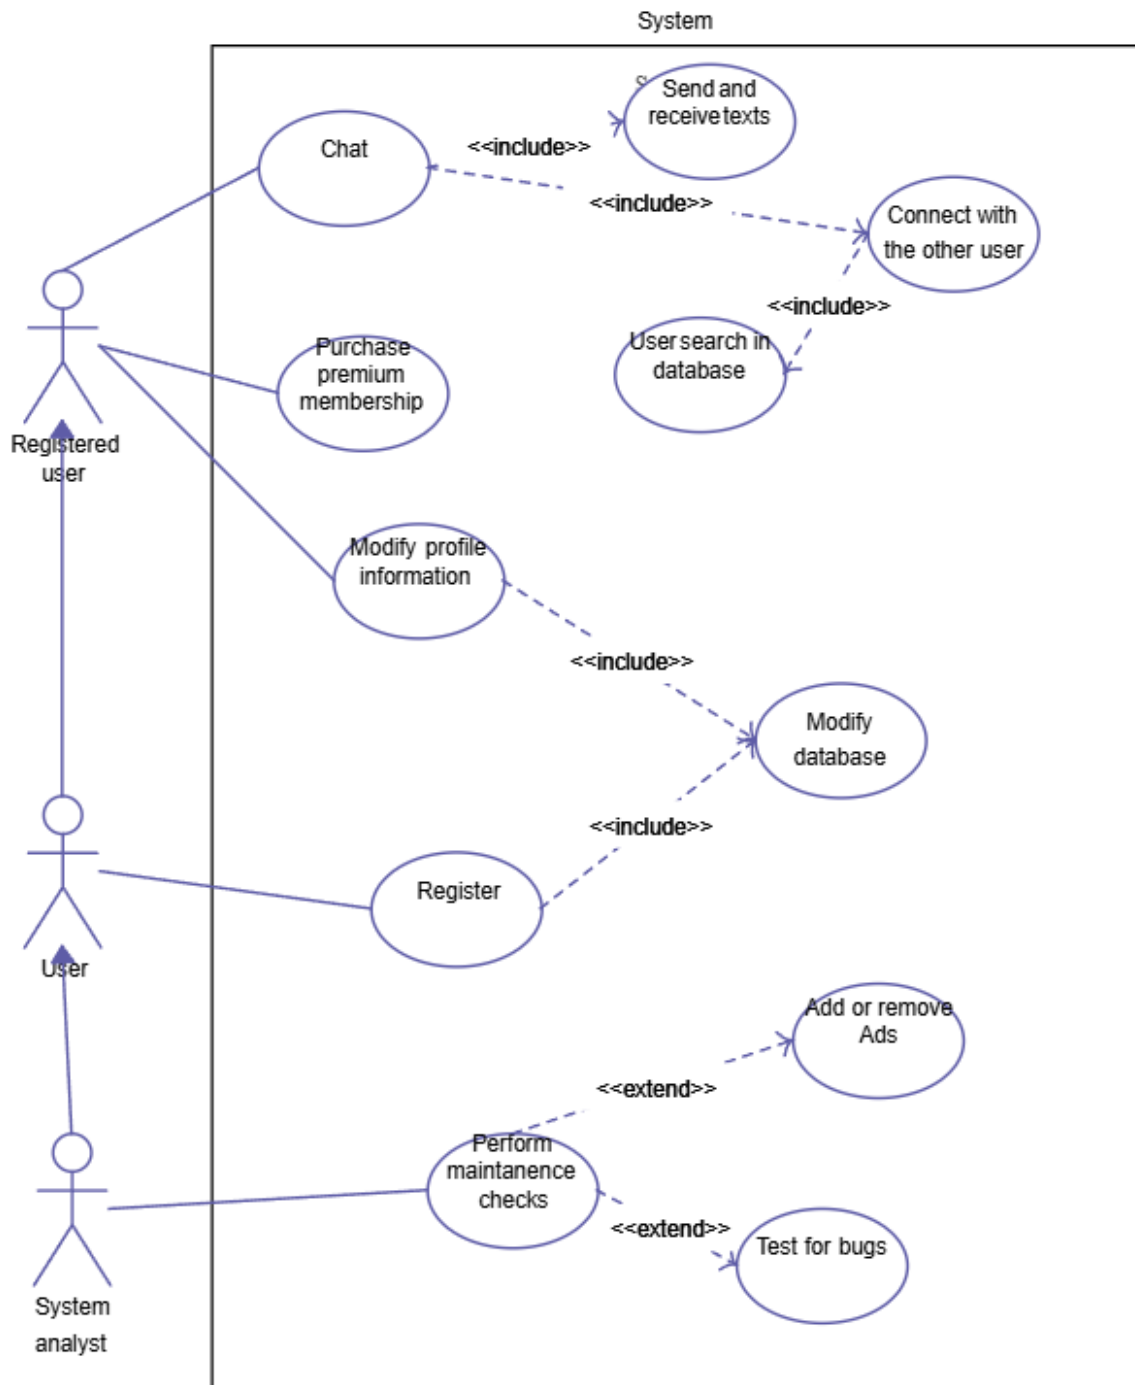 System
S
Send and
receive texts
Chat
<<include>>
<<include>>
Connect with
the other user
<<include>>
User search in
database
Purchase
premium
membership
Registered
user
Modify profile
information
<<include>>
Modify
database
<<include>>
Register
User
Add or remove
Ads
<<extend>>
Perform
maintanence
checks
<<extend>>
Test for bugs
System
analyst